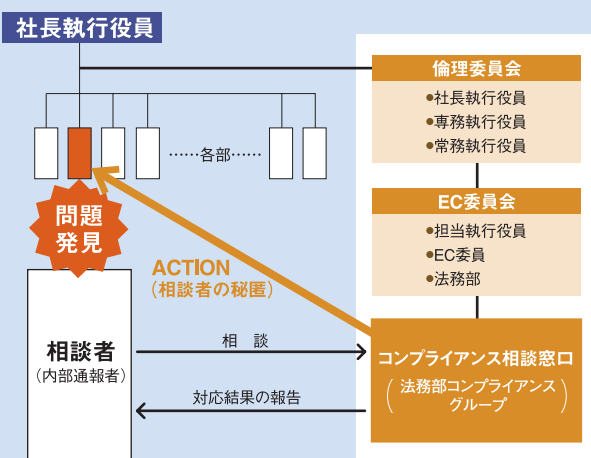 社長執行役員
倫理委員会
●社長執行役員
●専務執行役員
●常務執行役員
……各部……
EC委員会
●担当執行役員
●EC委員
●法務部
問題
発見
ACTION
（相談者の秘匿）
相談者
（内部通報者）
相　談
対応結果の報告
コンプライアンス相談窓口
（法務部コンプライアンス
グループ）